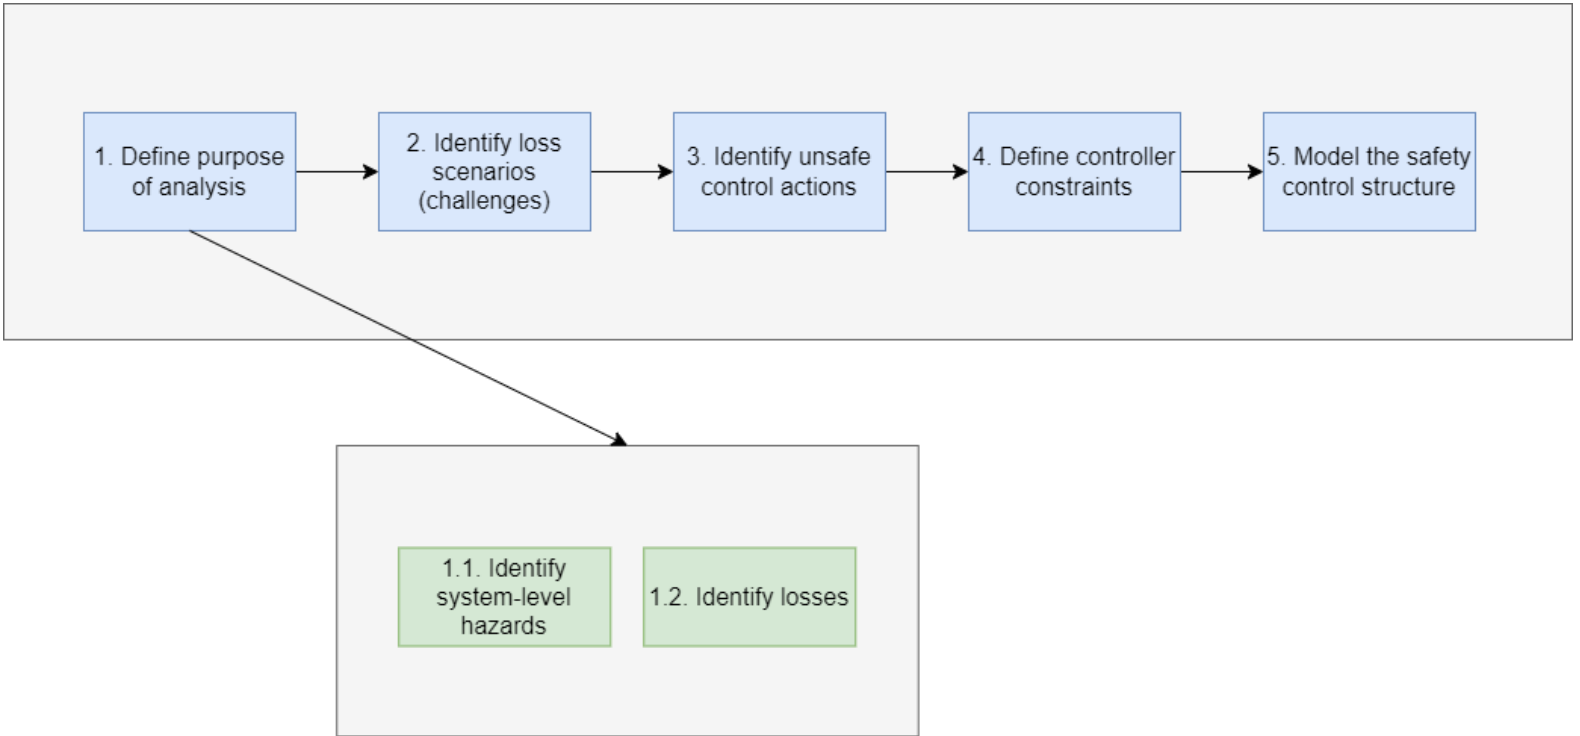 1. Define purpose
of analysis
2. Identify loss
scenarios
(challenges)
3. Identify unsafe
control actions
4. Define controller
constraints
5. Model the safety
control structure
1.1. Identify
system-level
hazards
1.2. Identify losses